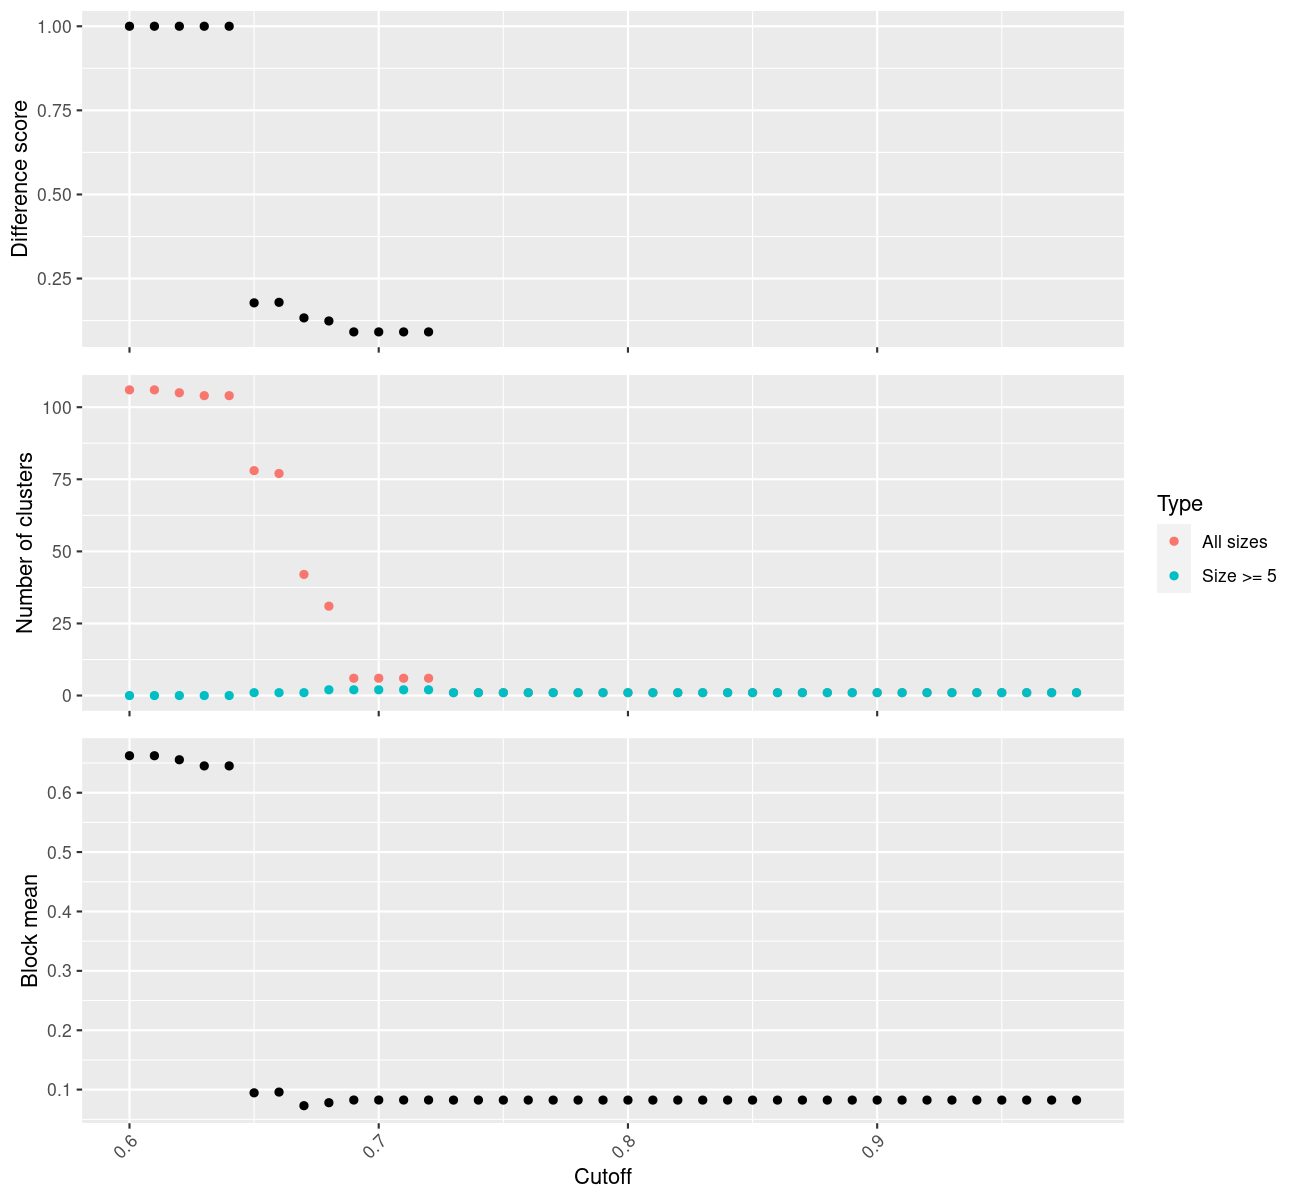 1.00
0.75
0.50
0.25
Difference score
100
75
50
25
0
Number of clusters
Type
All sizes
Size >= 5
0.6
0.5
0.4
0.3
0.2
0.1
Block mean
0.6 0.7 0.8 0.9
Cutoff